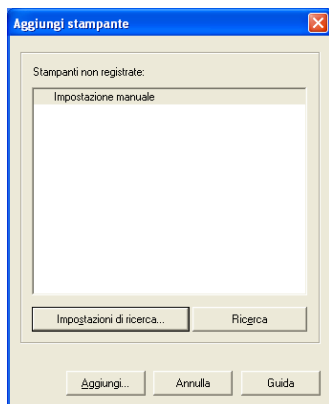 Aggiungi stampante
Stampanti non registrate:
Impostazione manuale
Impostazioni di ricerca... Ricerca
Aggiungi... Annulla Guida